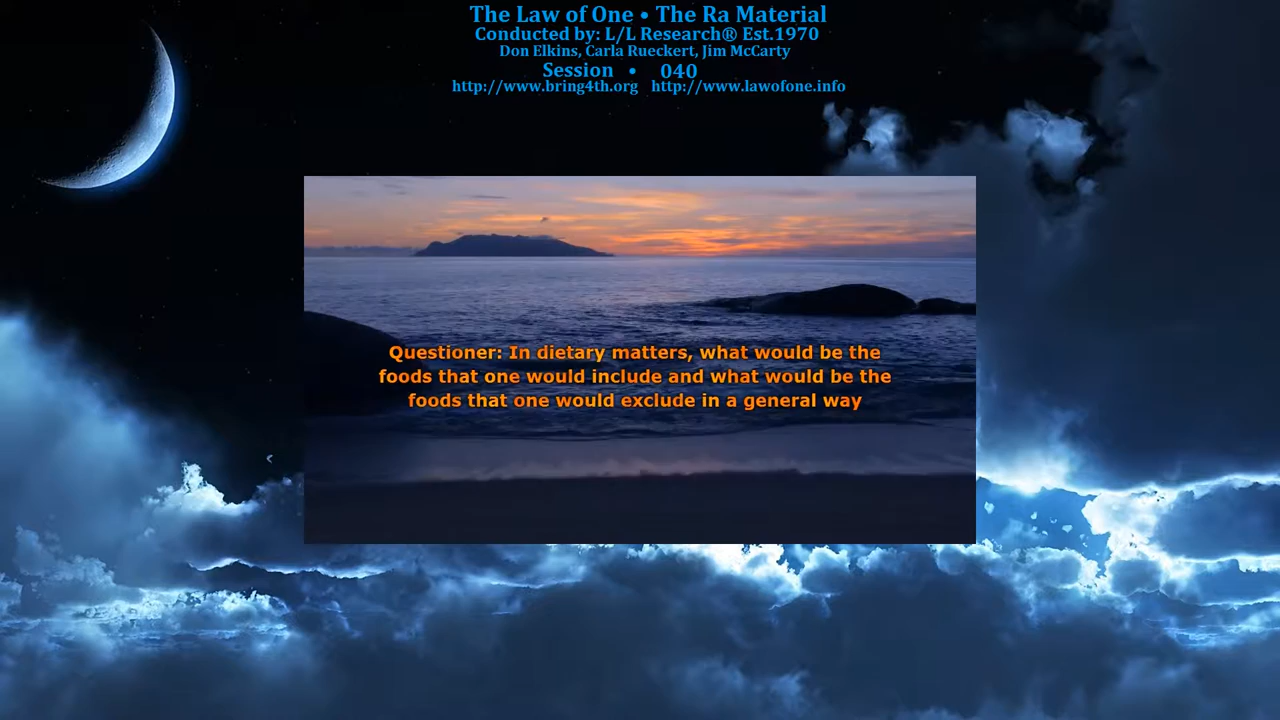 The Law of One • The Ra Material
Conducted by: L/L Research® Est.1970
Don Elkins, Carla Rueckert, Jim McCarty
Session • 040
http://www.bring4th.org http://www.lawofone.info
Questioner: In dietary matters, what would be the
foods that one would include and what would be the
foods that one would exclude in a general way